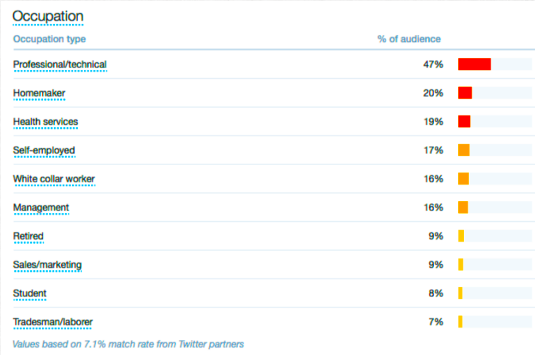 Occupation
Occupation type % of audience
Professional/technical 47%
Homemaker 20%
Health services 19%
Self-employed 17%
White collar worker 16%
Management 16%
Retired 9%
Sales/marketing 9%
Student 8%
Tradesman/laborer 7%
Values based on 7.1% match rate from Twitter partners